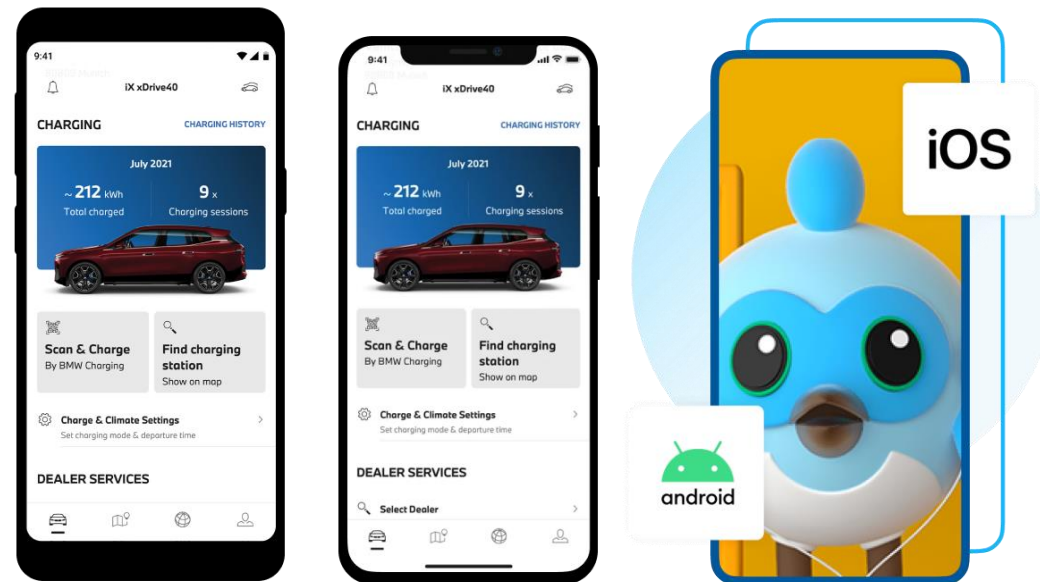 9:41
iX xDrive40
CHARGING
CHARGING HISTORY
July 2021
~ 212 kWh
9 x
Total charged
Charging sessions
Scan & Charge
By BMW Charging
Find charging
station
Show on map
Charge & Climate Settings
Set charging mode & departure time
DEALER SERVICES
9:41
iX xDrive40
CHARGING
CHARGING HISTORY
July 2021
~ 212 kWh
9 x
Total charged
Charging sessions
Scan & Charge
By BMW Charging
Find charging
station
Show on map
Charge & Climate Settings
Set charging mode & departure time
DEALER SERVICES
Select Dealer
iOS
android